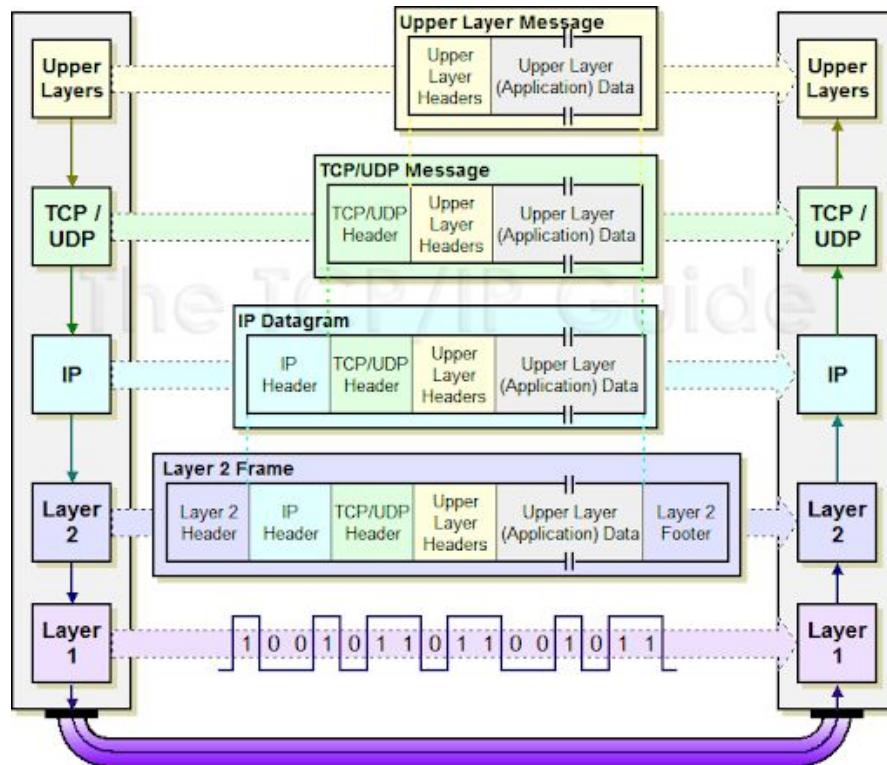 Upper Layer Message
Upper
Layers
Upper
Layer
Headers
Upper Layer
(Application) Data
Upper
Layers
TCP/UDP Message
TCP /
UDP
TCP/UDP
Header
Upper
Layer
Headers
Upper Layer
(Application) Data
TCP /
UDP
The TCP/IP Guide
IP Datagram
IP
IP
Header
TCP/UDP
Header
Upper
Layer
Headers
Upper Layer
(Application) Data
IP
Layer 2 Frame
Layer
2
Layer 2
Header
IP
Header
TCP/UDP
Header
Upper
Layer
Headers
Upper Layer
(Application) Data
Layer 2
Footer
Layer
2
Layer
1
1 0 0 1 0 1 1 0 1 1 0 0 1 0 1 1
Layer
1